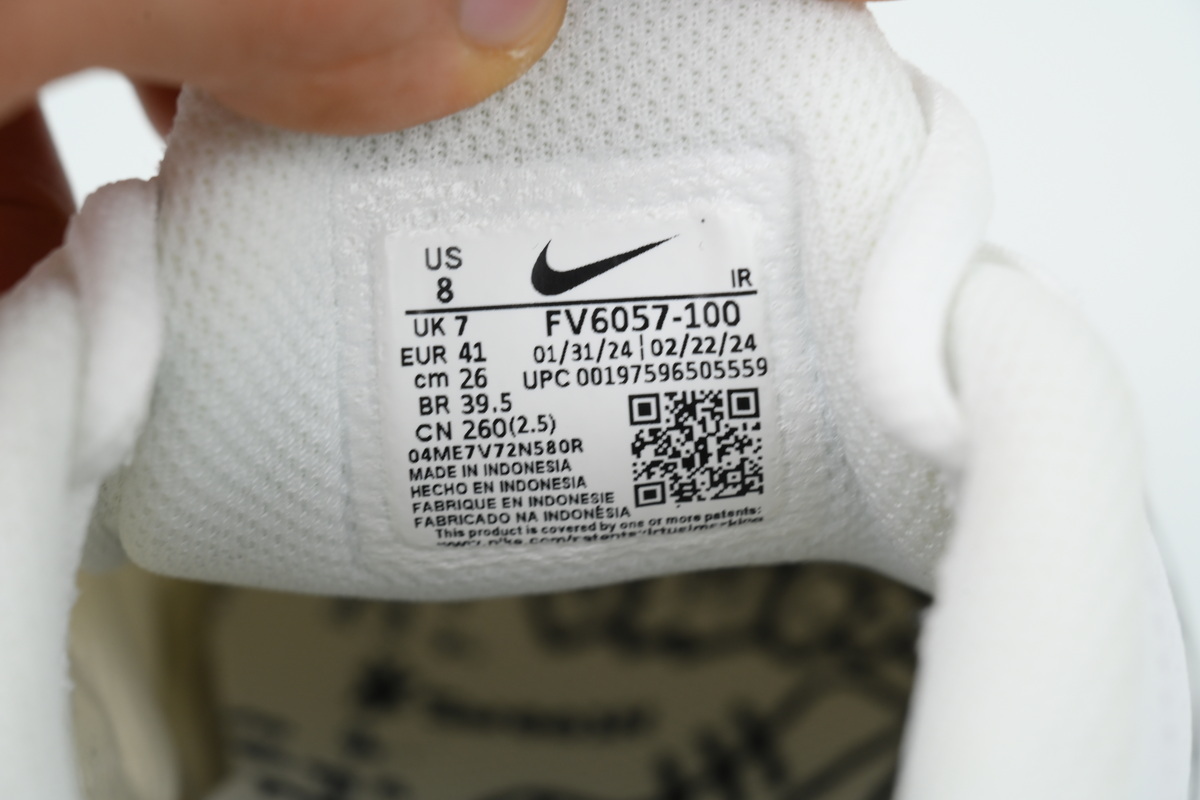 US
8
IR
UK 7
FV6057-100
EUR 41
01/31/24 | 02/22/24
cm 26
UPC 00197596505559
BR 39.5
CN 260(2.5)
04ME7V72N580R
MADE IN INDONESIA
HECHO EN INDONESIA
FABRIQUE EN INDONESIE
FABRICADO NA INDONÉSIA
This product is covered by one or more patents: